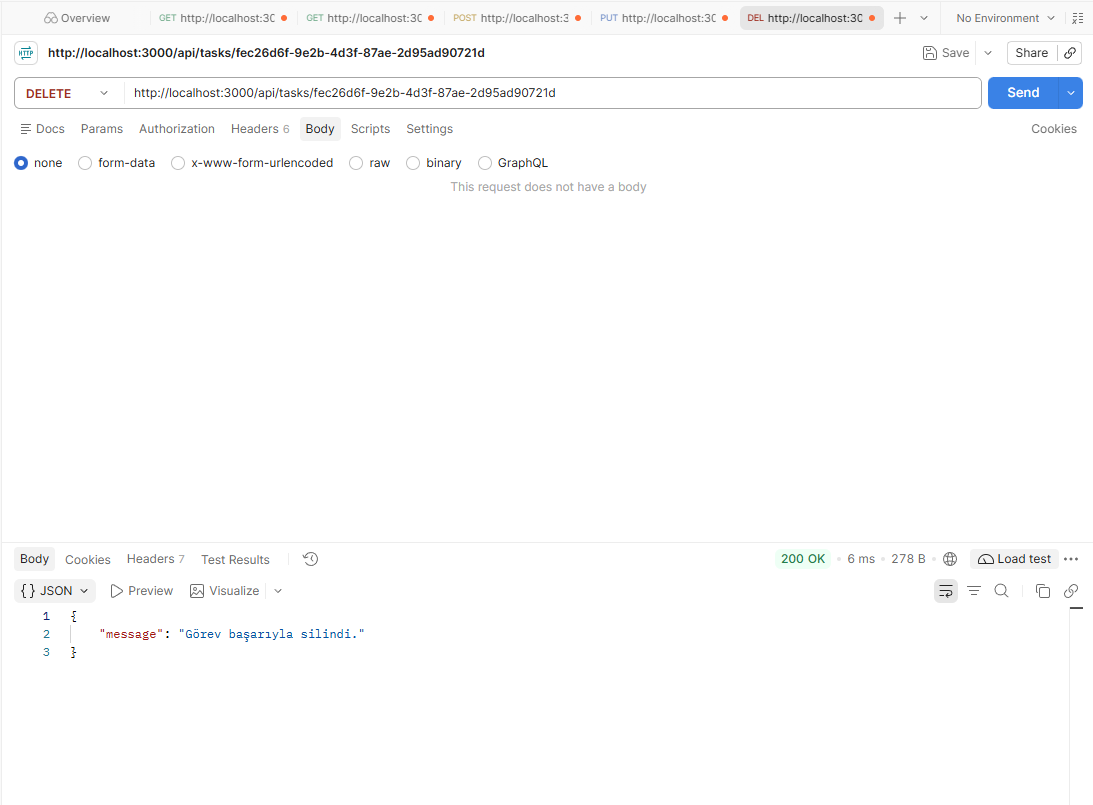 Overview GET http://localhost:30 GET http://localhost:30 POST http://localhost:3 PUT http://localhost:30 DEL http://localhost:30 No Environment
HTTP http://localhost:3000/api/tasks/fec26d6f-9e2b-4d3f-87ae-2d95ad90721d Save Share
DELETE http://localhost:3000/api/tasks/fec26d6f-9e2b-4d3f-87ae-2d95ad90721d Send
Docs Params Authorization Headers 6 Body Scripts Settings Cookies
none form-data x-www-form-urlencoded raw binary GraphQL
This request does not have a body
Body Cookies Headers 7 Test Results 200 OK • 6 ms • 278 B • Load test
{} JSON Preview Visualize
1 {
2 "message": "Görev başarıyla silindi."
3 }